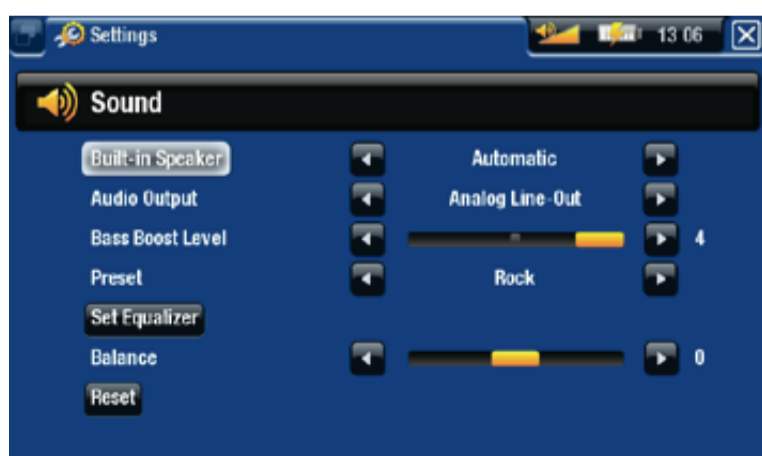 Settings 13 06
Sound
Built-in Speaker Automatic
Audio Output Analog Line-Out
Bass Boost Level 4
Preset Rock
Set Equalizer
Balance 0
Reset